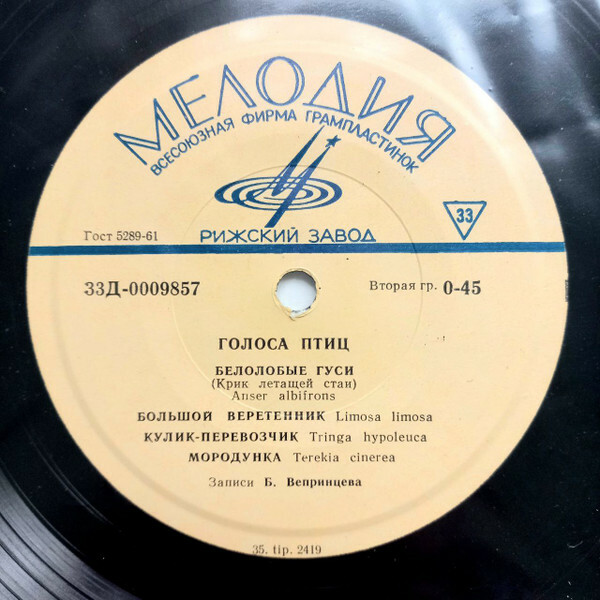 МЕЛОДИЯ
ВСЕСОЮЗНАЯ ФИРМА ГРАМПЛАСТИНОК
33
Гост 5289-61
РИЖСКИЙ ЗАВОД
33Д-0009857
Вторая гр. 0-45
ГОЛОСА ПТИЦ
БЕЛОЛОБЫЕ ГУСИ
(Крик летащей стаи)
Anser albifrons
БОЛЬШОЙ ВЕРЕТЕННИК Limosa limosa
КУЛИК-ПЕРЕВОЗЧИК Tringa hypoleuca
МОРОДУНКА Terekia cinerea
Записи Б. Вепринцева
35. tip. 2419